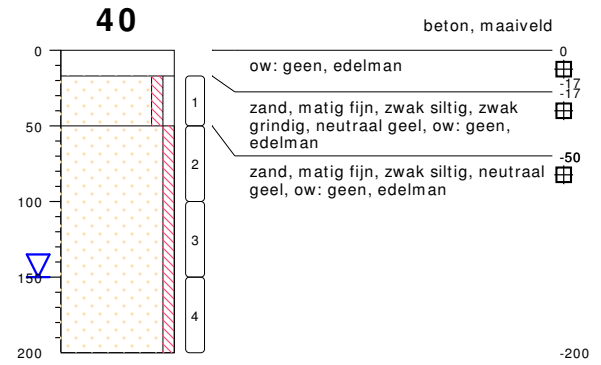 40
beton, maaiveld
0
0
ow: geen, edelman
-17
-17
1
zand, matig fijn, zwak siltig, zwak
grindig, neutraal geel, ow: geen,
edelman
50
-50
2
zand, matig fijn, zwak siltig, neutraal
geel, ow: geen, edelman
100
3
150
4
200
-200